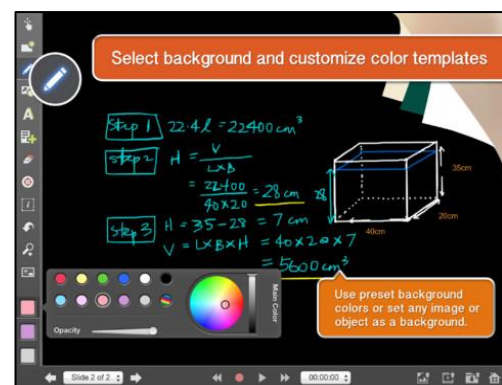 Select background and customize color templates
Step 1 22.4l = 22400 cm³
Step 2 H = V
L×B
= 22400
40×20
= 28 cm
Step 3 H = 35 - 28 = 7 cm
V = L×B×H = 40×20×7
= 5600 cm³
28
35cm
20cm
40cm
Use preset background
colors or set any image or
object as a background.
Main Color
Opacity
Slide 2 of 2
00:00:00